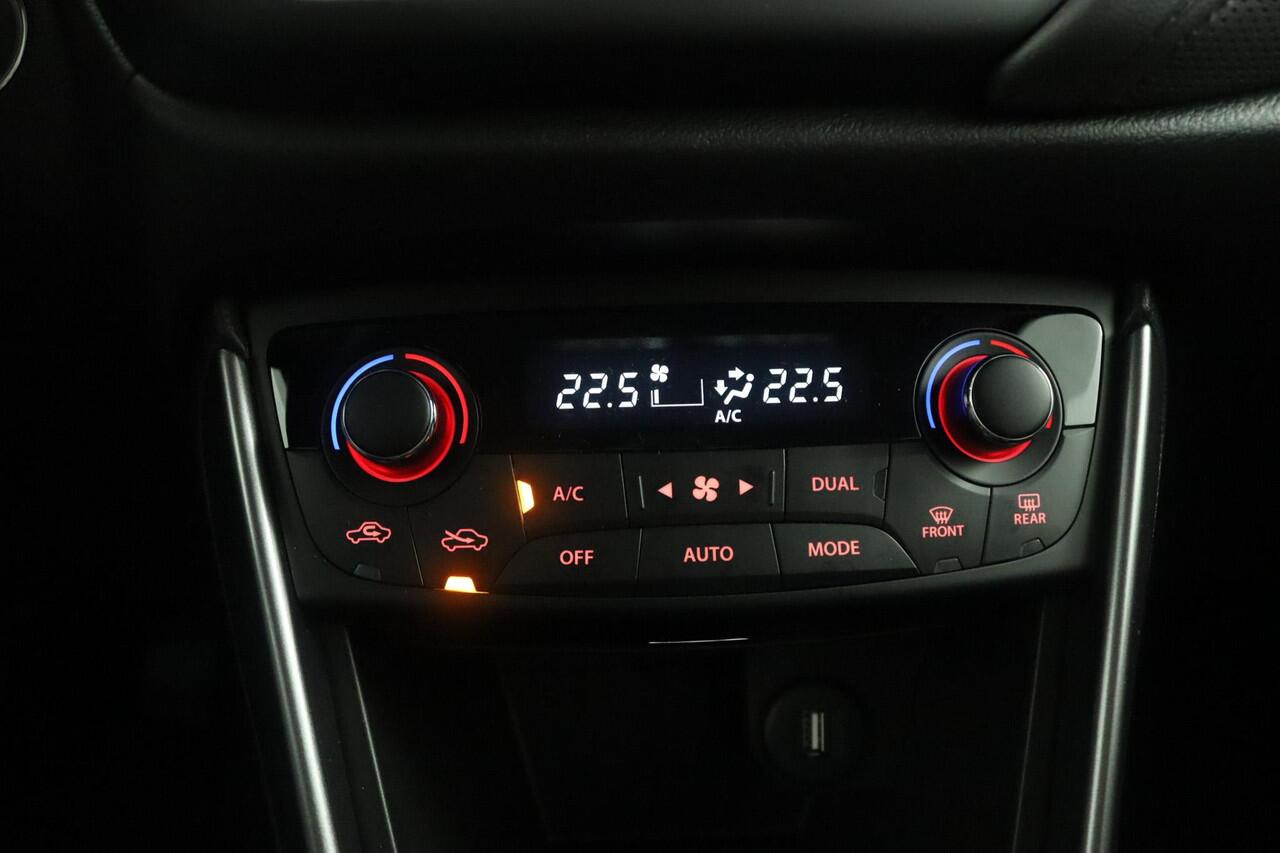 22.5 22.5
A/C
A/C DUAL
FRONT REAR
OFF AUTO MODE